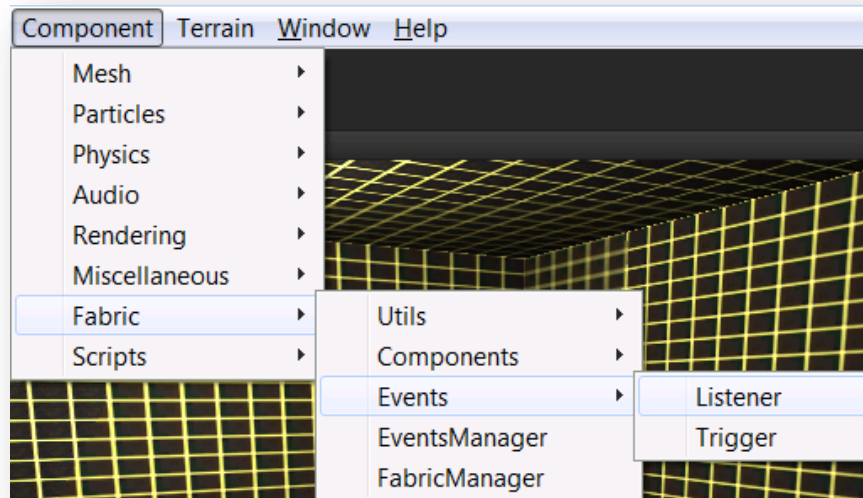 Component Terrain Window Help
Mesh
Particles
Physics
Audio
Rendering
Miscellaneous
Fabric
Scripts
Utils
Components
Events
EventsManager
FabricManager
Listener
Trigger